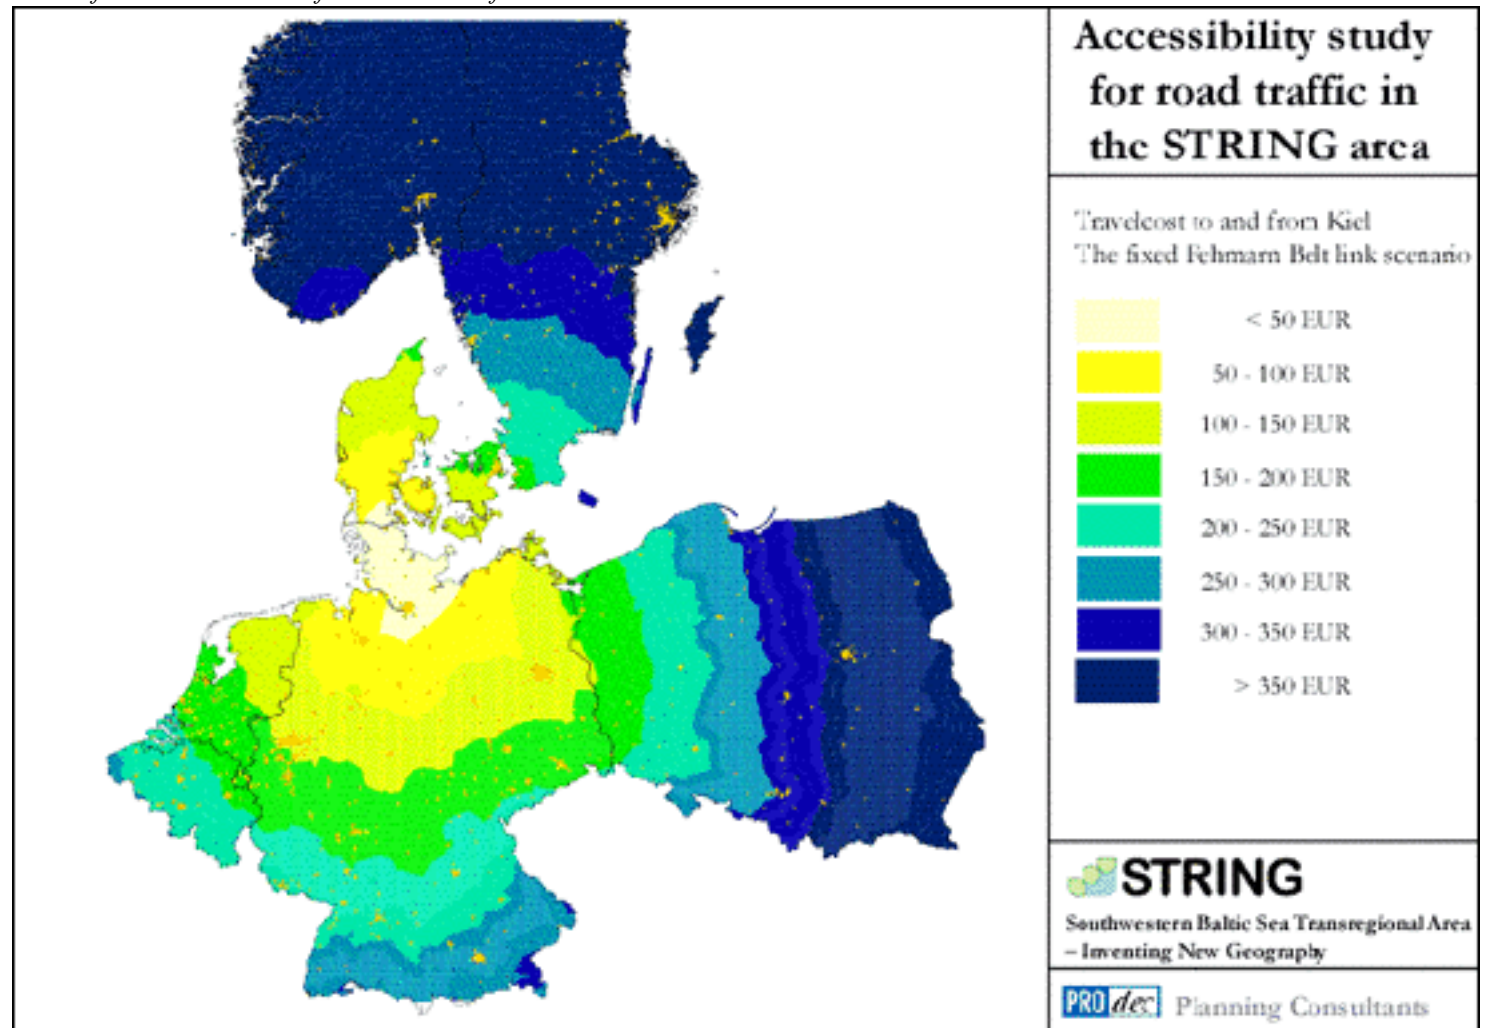 Accessibility study
for road traffic in
the STRING area
Travelcost to and from Kiel
The fixed Fehmarn Belt link scenario
< 50 EUR
50 - 100 EUR
100 - 150 EUR
150 - 200 EUR
200 - 250 EUR
250 - 300 EUR
300 - 350 EUR
> 350 EUR
STRING
Southwestern Baltic Sea Transregional Area
– Inventing New Geography
PROdec Planning Consultants